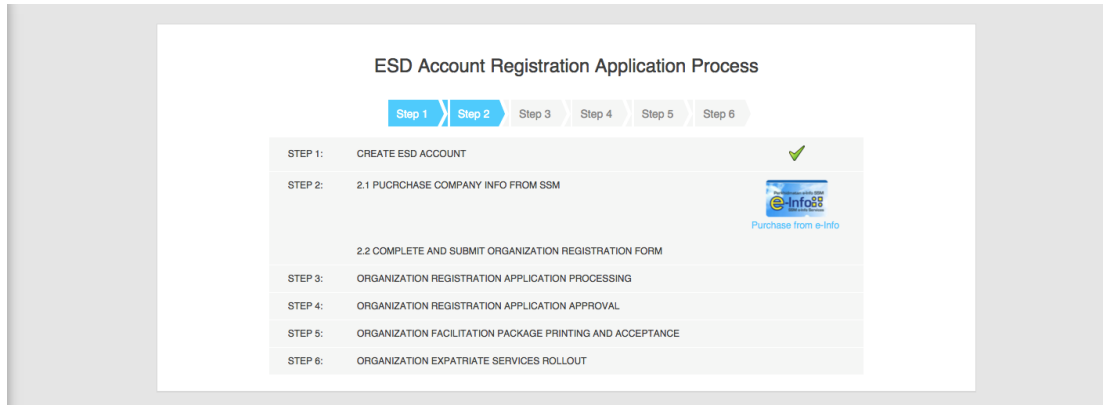 ESD Account Registration Application Process
Step 1 Step 2 Step 3 Step 4 Step 5 Step 6
STEP 1: CREATE ESD ACCOUNT
STEP 2: 2.1 PUCRCHASE COMPANY INFO FROM SSM
e-Info
Purchase from e-Info
2.2 COMPLETE AND SUBMIT ORGANIZATION REGISTRATION FORM
STEP 3: ORGANIZATION REGISTRATION APPLICATION PROCESSING
STEP 4: ORGANIZATION REGISTRATION APPLICATION APPROVAL
STEP 5: ORGANIZATION FACILITATION PACKAGE PRINTING AND ACCEPTANCE
STEP 6: ORGANIZATION EXPATRIATE SERVICES ROLLOUT